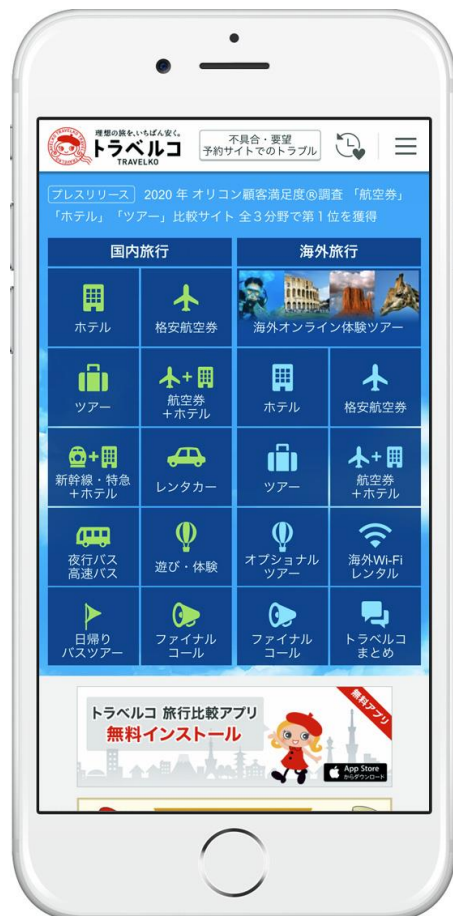 理想の旅を、いちばん安く。
トラベルコ
TRAVELKO
不具合・要望
予約サイトでのトラブル
プレスリリース 2020年 オリコン顧客満足度®調査 「航空券」
「ホテル」「ツアー」比較サイト 全3分野で第1位を獲得
国内旅行
海外旅行
ホテル
格安航空券
海外オンライン体験ツアー
ツアー
航空券
+ホテル
ホテル
格安航空券
新幹線・特急
+ホテル
レンタカー
ツアー
航空券
+ホテル
夜行バス
高速バス
遊び・体験
オプショナル
ツアー
海外Wi-Fi
レンタル
日帰り
バスツアー
ファイナル
コール
ファイナル
コール
トラベルコ
まとめ
トラベルコ 旅行比較アプリ
無料インストール
無料アプリ
App Store
からダウンロード